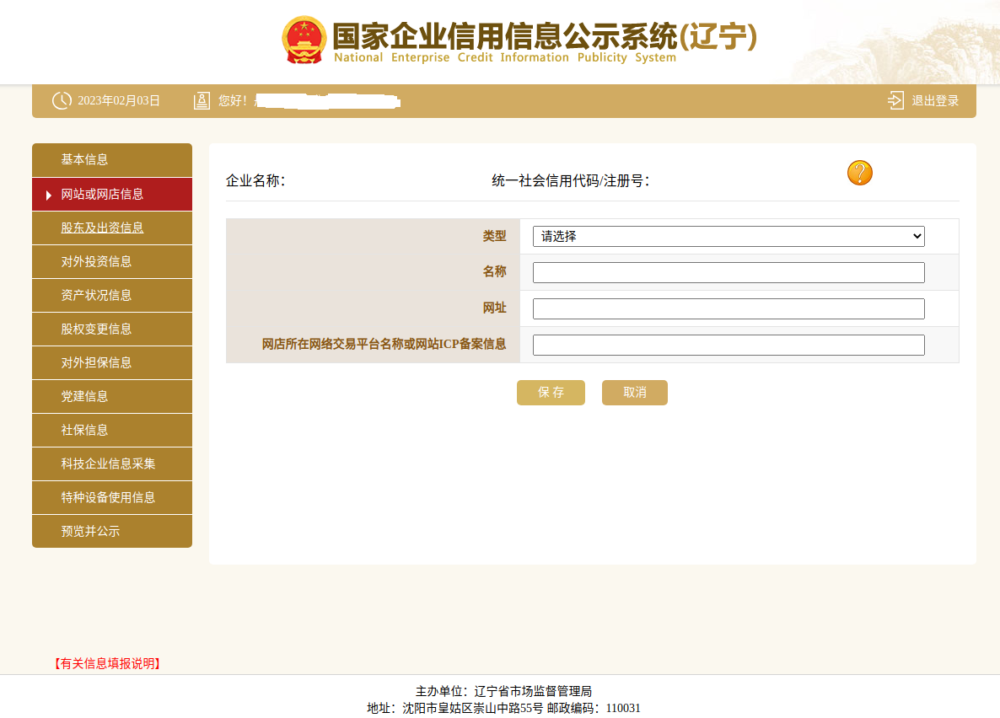 国家企业信用信息公示系统(辽宁)
National Enterprise Credit Information Publicity System
2023年02月03日 您好! 退出登录
基本信息
网站或网店信息
股东及出资信息
对外投资信息
资产状况信息
股权变更信息
对外担保信息
党建信息
社保信息
科技企业信息采集
特种设备使用信息
预览并公示
企业名称: 统一社会信用代码/注册号:
类型 请选择
名称
网址
网店所在网络交易平台名称或网站ICP备案信息
保 存 取消
【有关信息填报说明】
主办单位：辽宁省市场监督管理局
地址：沈阳市皇姑区崇山中路55号 邮政编码：110031